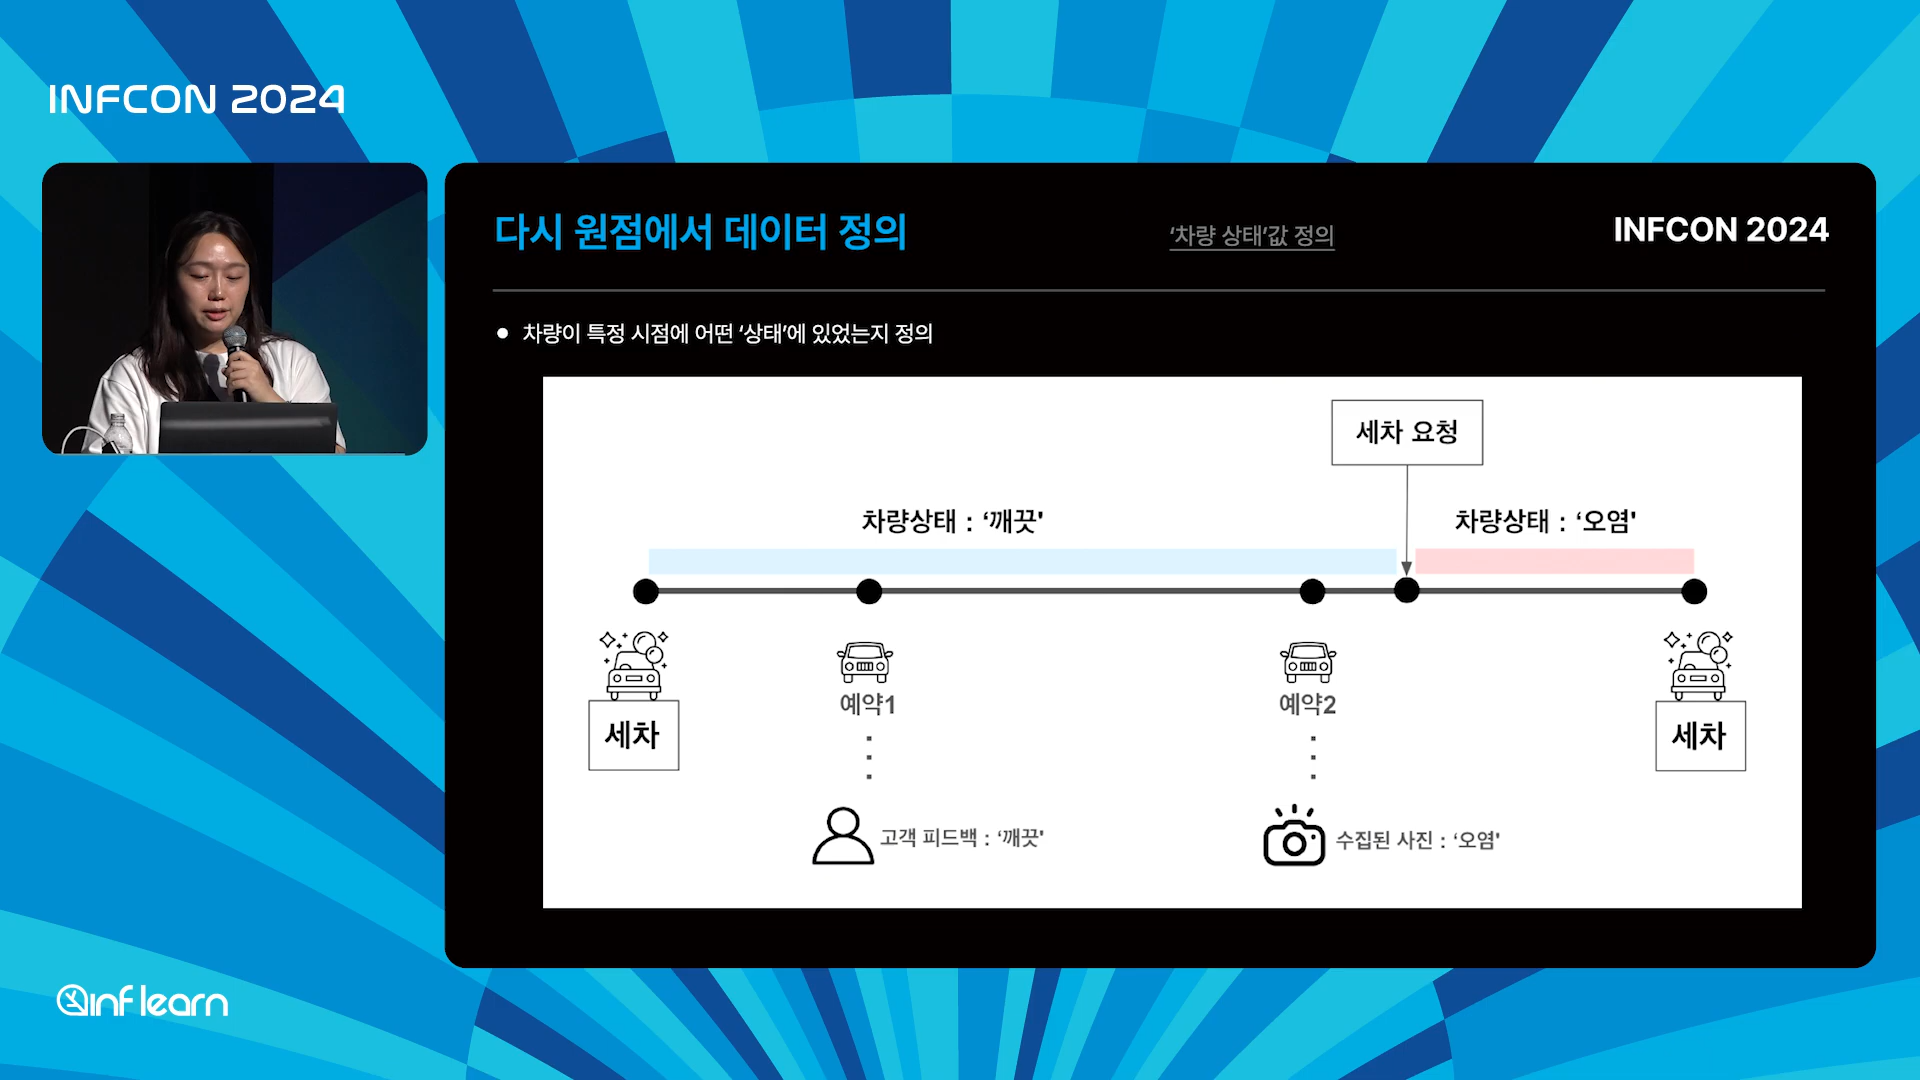 INFCON 2024
다시 원점에서 데이터 정의
‘차량 상태’값 정의
INFCON 2024
차량이 특정 시점에 어떤 ‘상태’에 있었는지 정의
세차 요청
차량상태 : ‘깨끗'
차량상태 : ‘오염'
예약1
예약2
세차
세차
고객 피드백 : ‘깨끗'
수집된 사진 : ‘오염'
inflearn